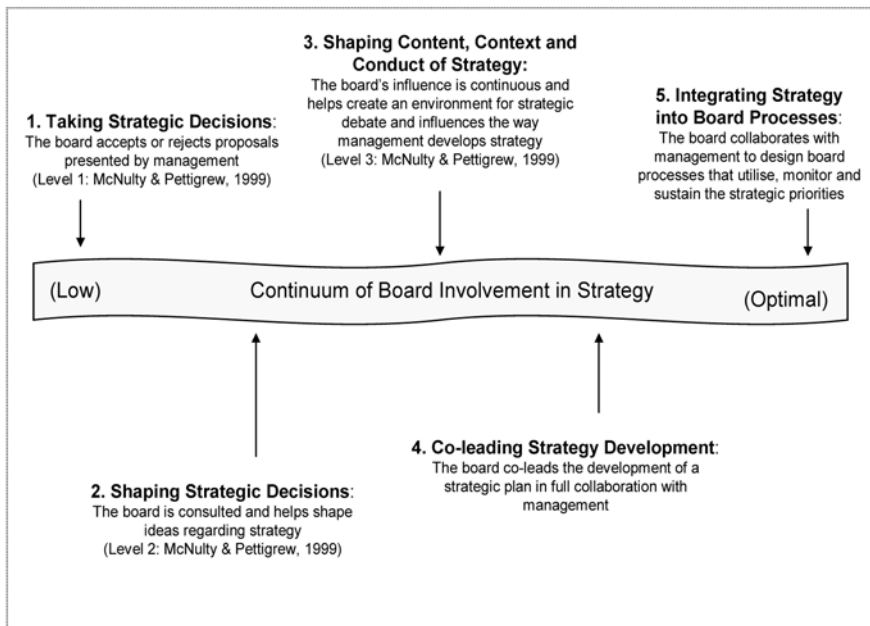 3. Shaping Content, Context and
Conduct of Strategy:
The board's influence is continuous and
helps create an environment for strategic
debate and influences the way
management develops strategy
(Level 3: McNulty & Pettigrew, 1999)
1. Taking Strategic Decisions:
The board accepts or rejects proposals
presented by management
(Level 1: McNulty & Pettigrew, 1999)
5. Integrating Strategy
into Board Processes:
The board collaborates with
management to design board
processes that utilise, monitor and
sustain the strategic priorities
(Low) Continuum of Board Involvement in Strategy (Optimal)
2. Shaping Strategic Decisions:
The board is consulted and helps shape
ideas regarding strategy
(Level 2: McNulty & Pettigrew, 1999)
4. Co-leading Strategy Development:
The board co-leads the development of a
strategic plan in full collaboration with
management